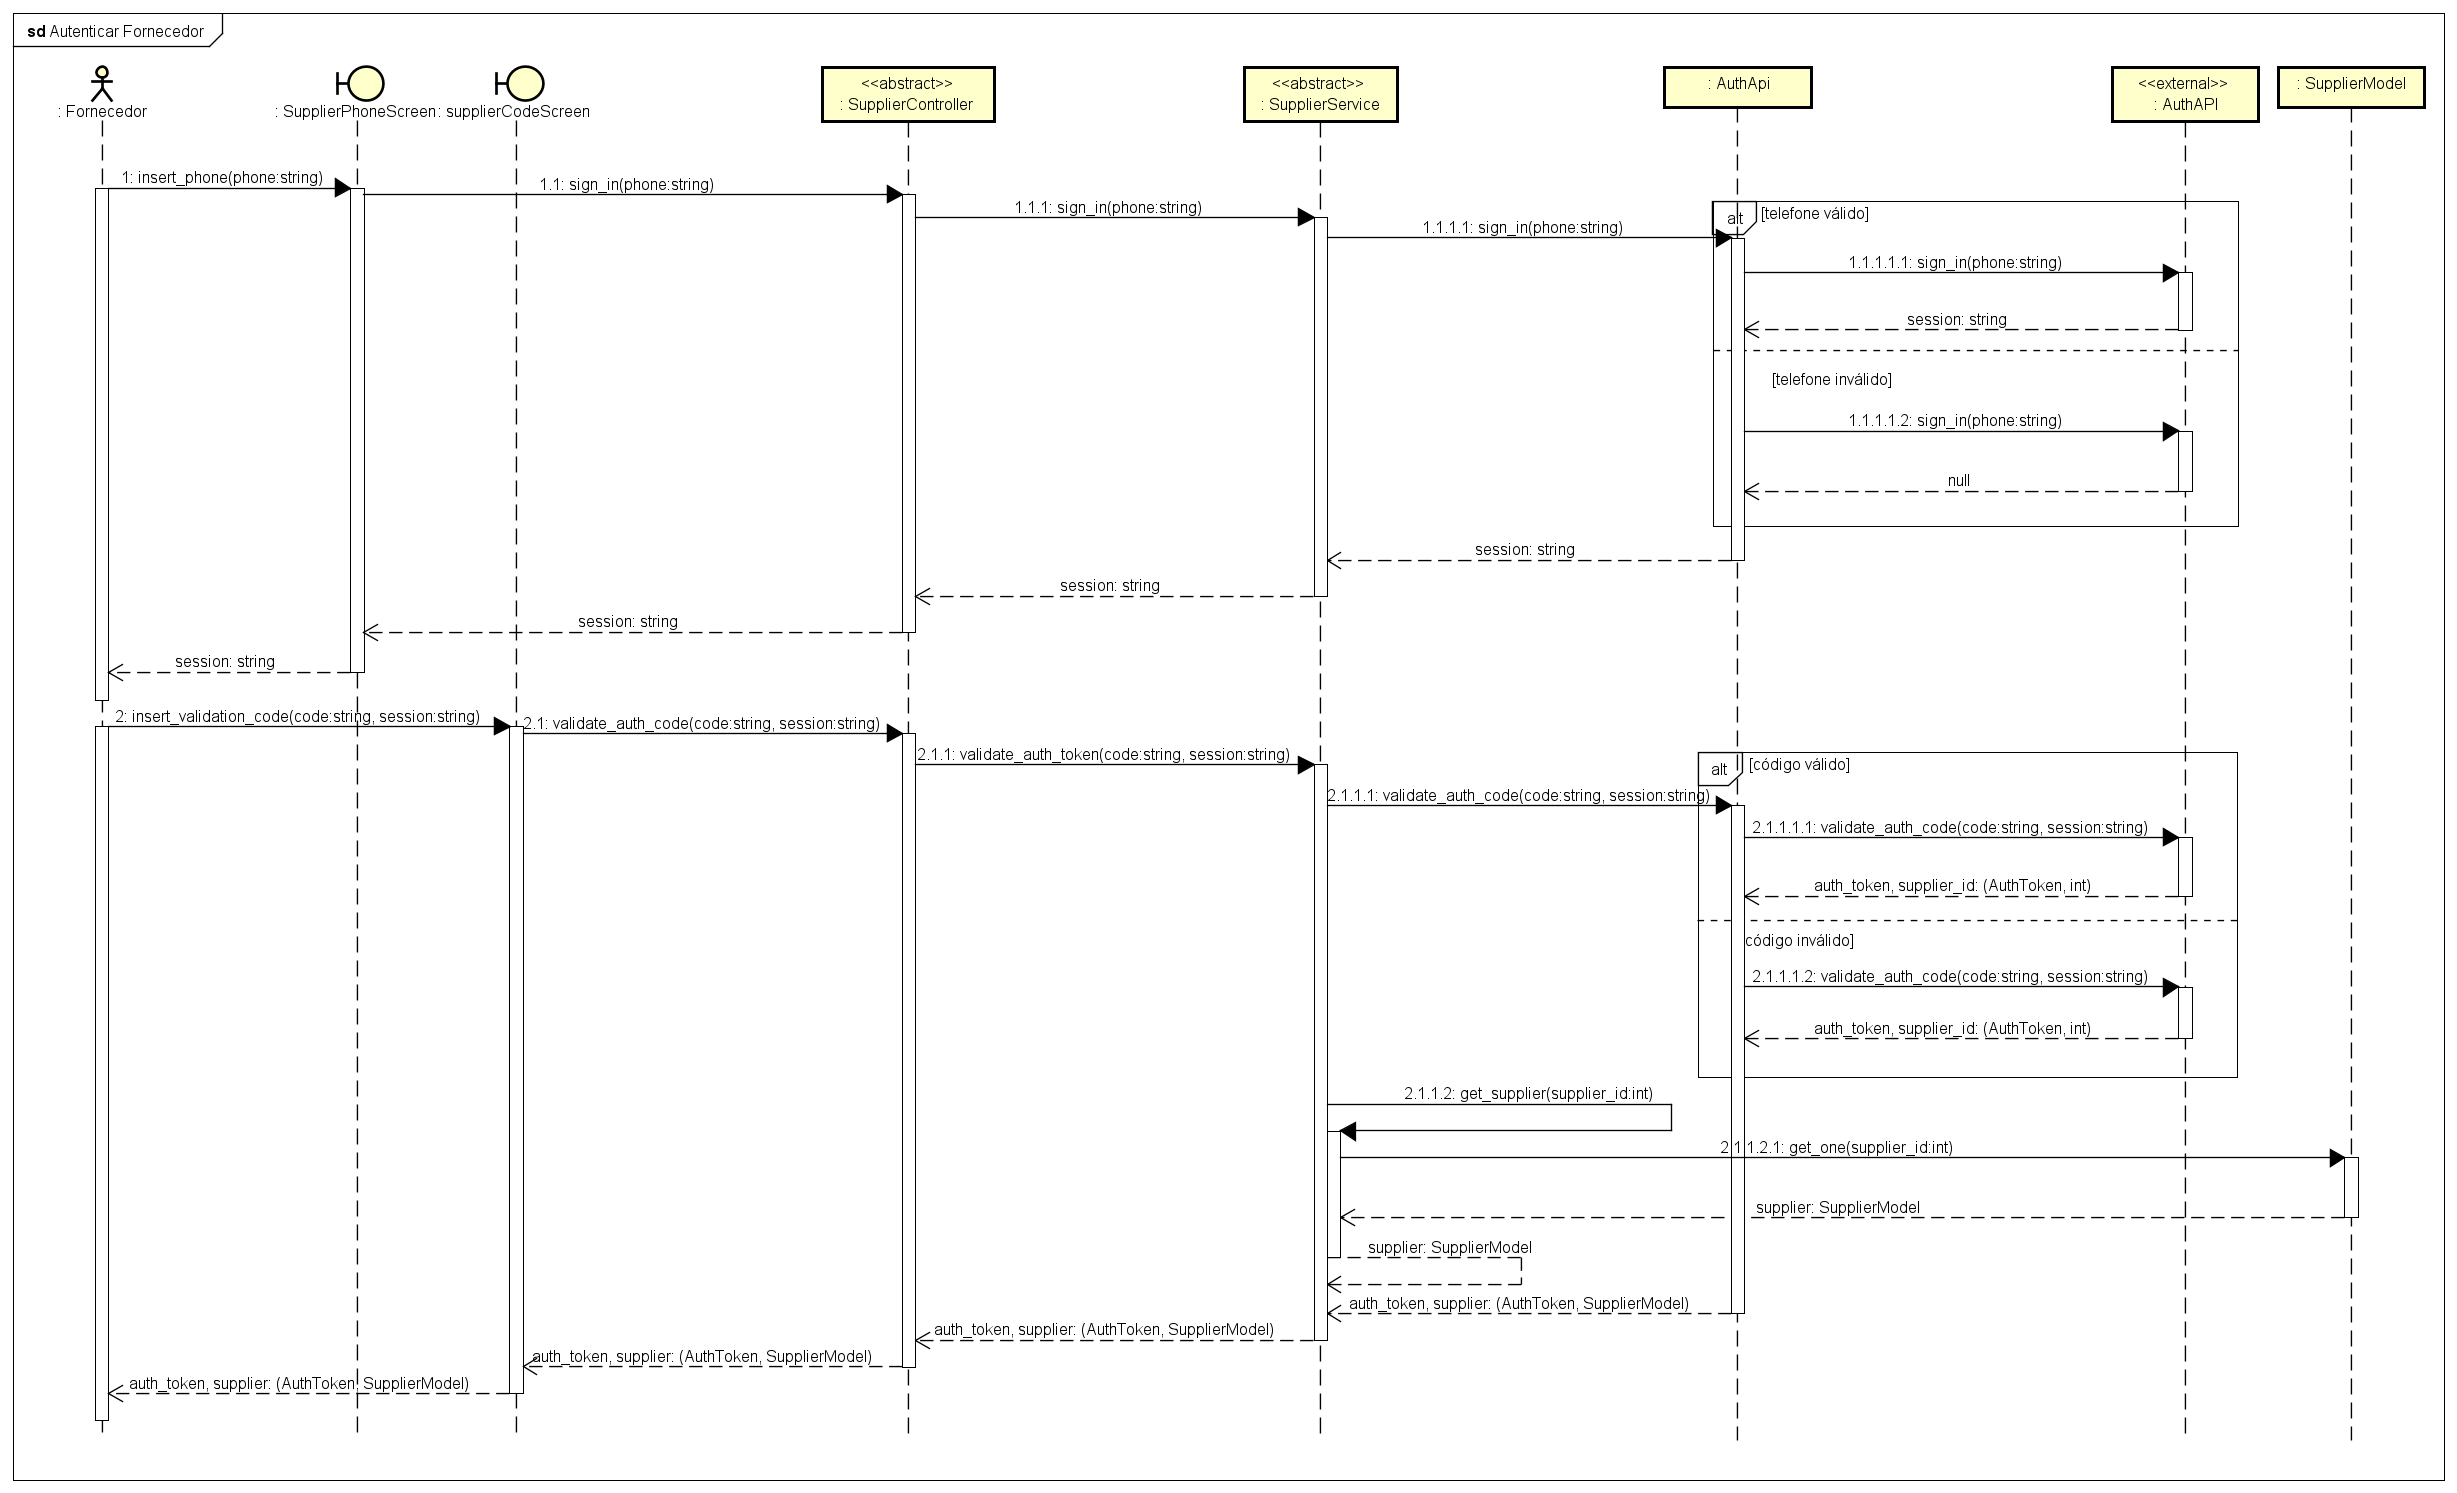 sd Autenticar Fornecedor
: Fornecedor
: SupplierPhoneScreen
: supplierCodeScreen
<<abstract>>
: SupplierController
<<abstract>>
: SupplierService
: AuthApi
<<external>>
: AuthAPI
: SupplierModel
1: insert_phone(phone:string)
1.1: sign_in(phone:string)
1.1.1: sign_in(phone:string)
alt
[telefone válido]
1.1.1.1: sign_in(phone:string)
1.1.1.1.1: sign_in(phone:string)
session: string
[telefone inválido]
1.1.1.1.2: sign_in(phone:string)
null
session: string
session: string
session: string
session: string
2: insert_validation_code(code:string, session:string)
2.1: validate_auth_code(code:string, session:string)
2.1.1: validate_auth_token(code:string, session:string)
alt
[código válido]
2.1.1.1: validate_auth_code(code:string, session:string)
2.1.1.1.1: validate_auth_code(code:string, session:string)
auth_token, supplier_id: (AuthToken, int)
código inválido]
2.1.1.1.2: validate_auth_code(code:string, session:string)
auth_token, supplier_id: (AuthToken, int)
2.1.1.2: get_supplier(supplier_id:int)
2.1.1.2.1: get_one(supplier_id:int)
supplier: SupplierModel
supplier: SupplierModel
auth_token, supplier: (AuthToken, SupplierModel)
auth_token, supplier: (AuthToken, SupplierModel)
auth_token, supplier: (AuthToken, SupplierModel)
auth_token, supplier: (AuthToken, SupplierModel)